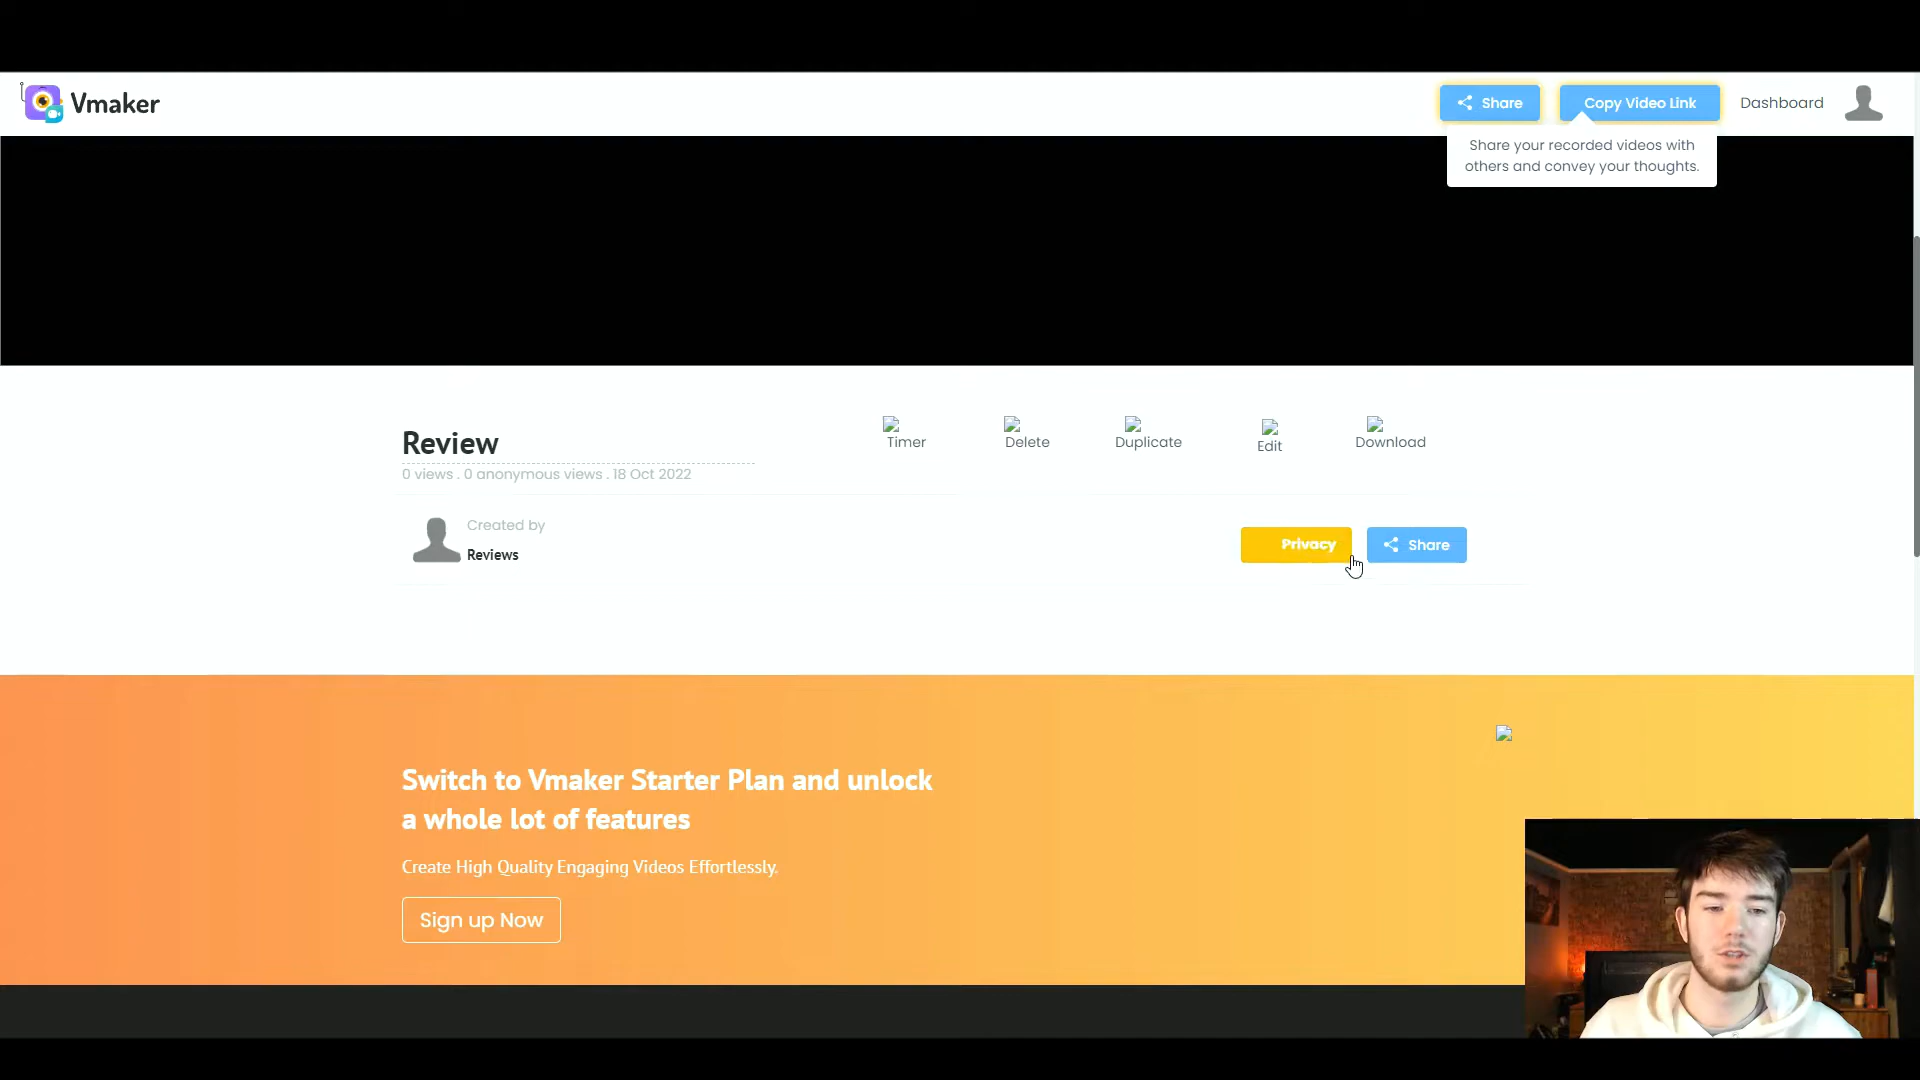 Vmaker
Share
Copy Video Link
Dashboard
Share your recorded videos with
others and convey your thoughts.
Review
Timer
Delete
Duplicate
Edit
Download
0 views . 0 anonymous views . 18 Oct 2022
Created by
Reviews
Privacy
Share
Switch to Vmaker Starter Plan and unlock
a whole lot of features
Create High Quality Engaging Videos Effortlessly.
Sign up Now